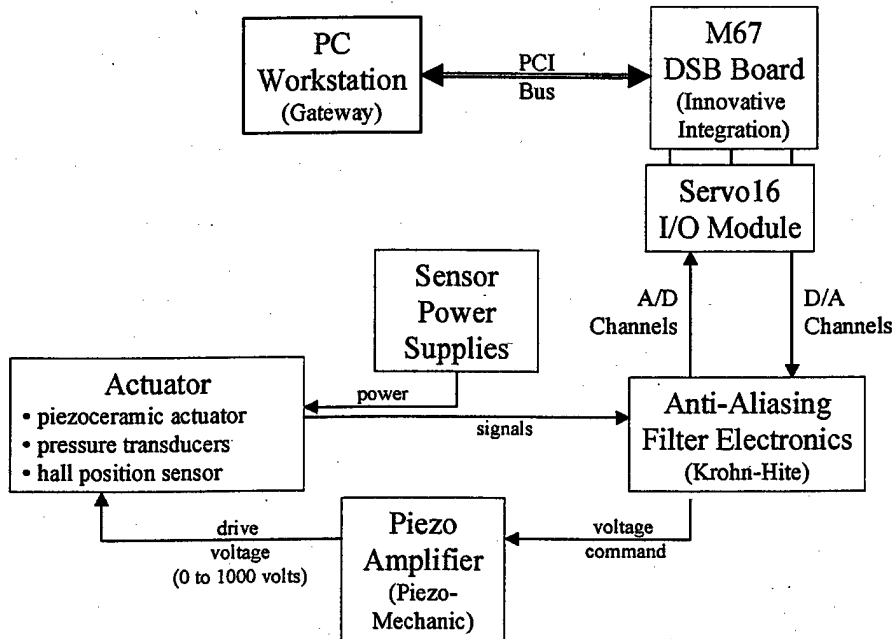 PC
Workstation
(Gateway)
PCI
Bus
M67
DSB Board
(Innovative
Integration)
Servo16
I/O Module
Sensor
Power
Supplies
A/D
Channels
D/A
Channels
Actuator
• piezoceramic actuator
• pressure transducers
• hall position sensor
power
signals
Anti-Aliasing
Filter Electronics
(Krohn-Hite)
drive
voltage
(0 to 1000 volts)
Piezo
Amplifier
(Piezo-
Mechanic)
voltage
command